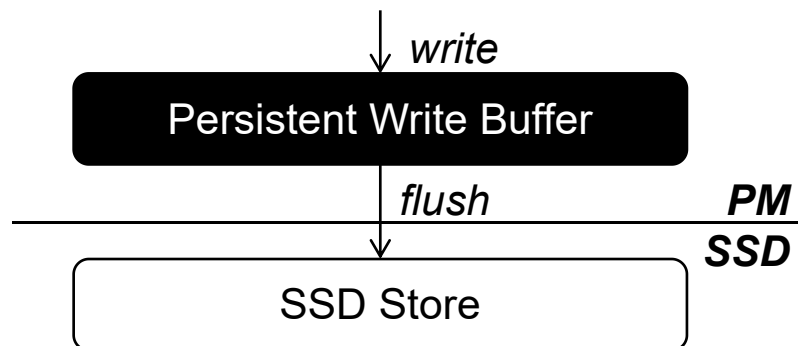 write
Persistent Write Buffer
flush
PM
SSD
SSD Store